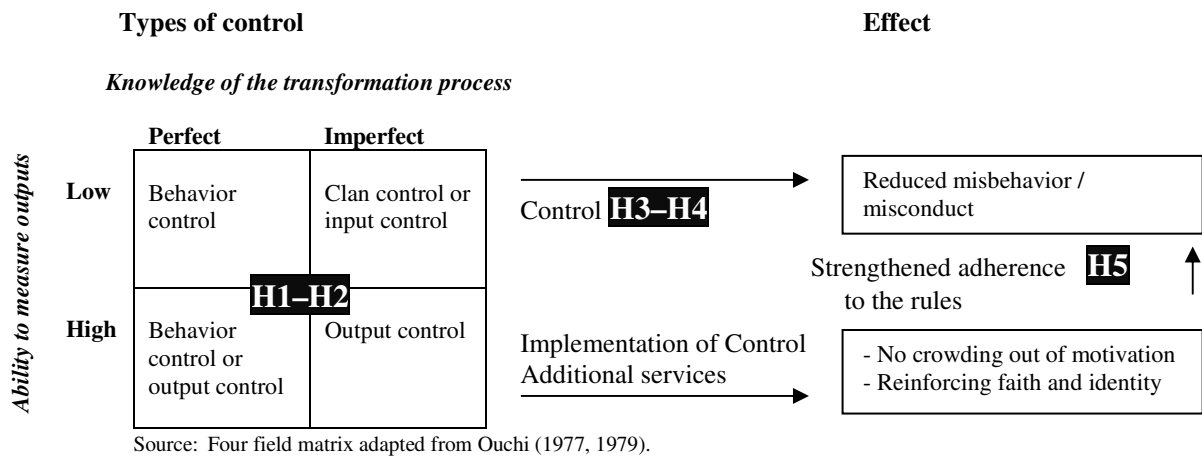 Types of control
Effect
Knowledge of the transformation process
Perfect
Imperfect
Ability to measure outputs
Low
Behavior
control
Clan control or
input control
Control H3–H4
Reduced misbehavior /
misconduct
H1–H2
Strengthened adherence
to the rules
H5
High
Behavior
control or
output control
Output control
Implementation of Control
Additional services
- No crowding out of motivation
- Reinforcing faith and identity
Source: Four field matrix adapted from Ouchi (1977, 1979).